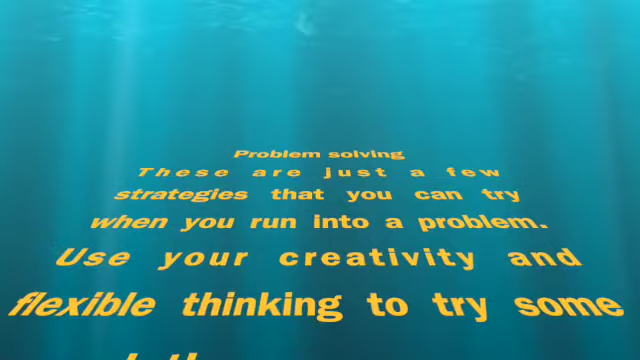 Problem solving
These are just a few
strategies that you can try
when you run into a problem.
Use your creativity and
flexible thinking to try some